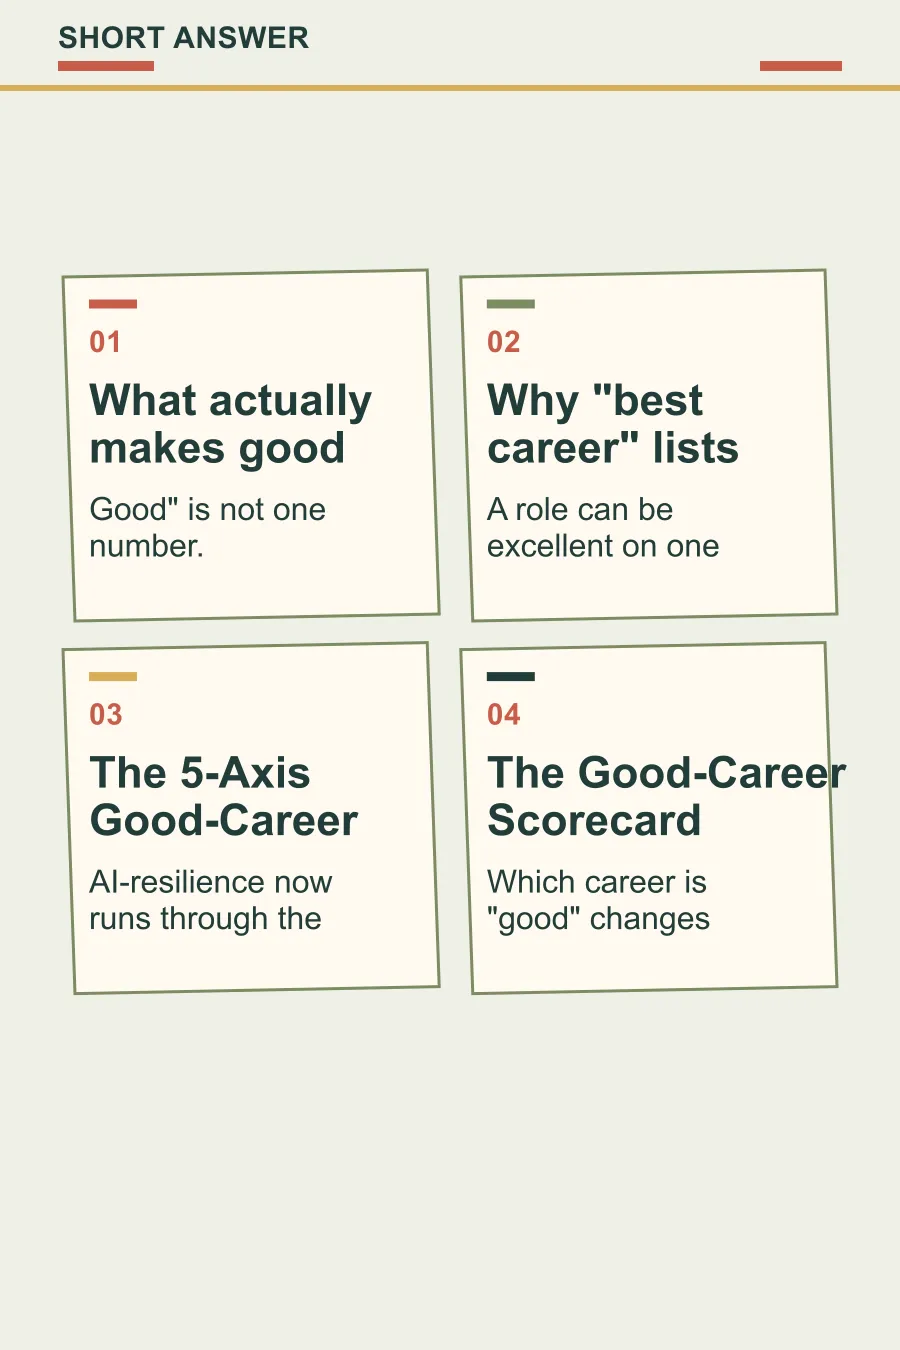 SHORT ANSWER
01
What actually
makes good
Good" is not one
number.
02
Why "best
career" lists
A role can be
excellent on one
03
The 5-Axis
Good-Career
AI-resilience now
runs through the
04
The Good-Career
Scorecard
Which career is
"good" changes